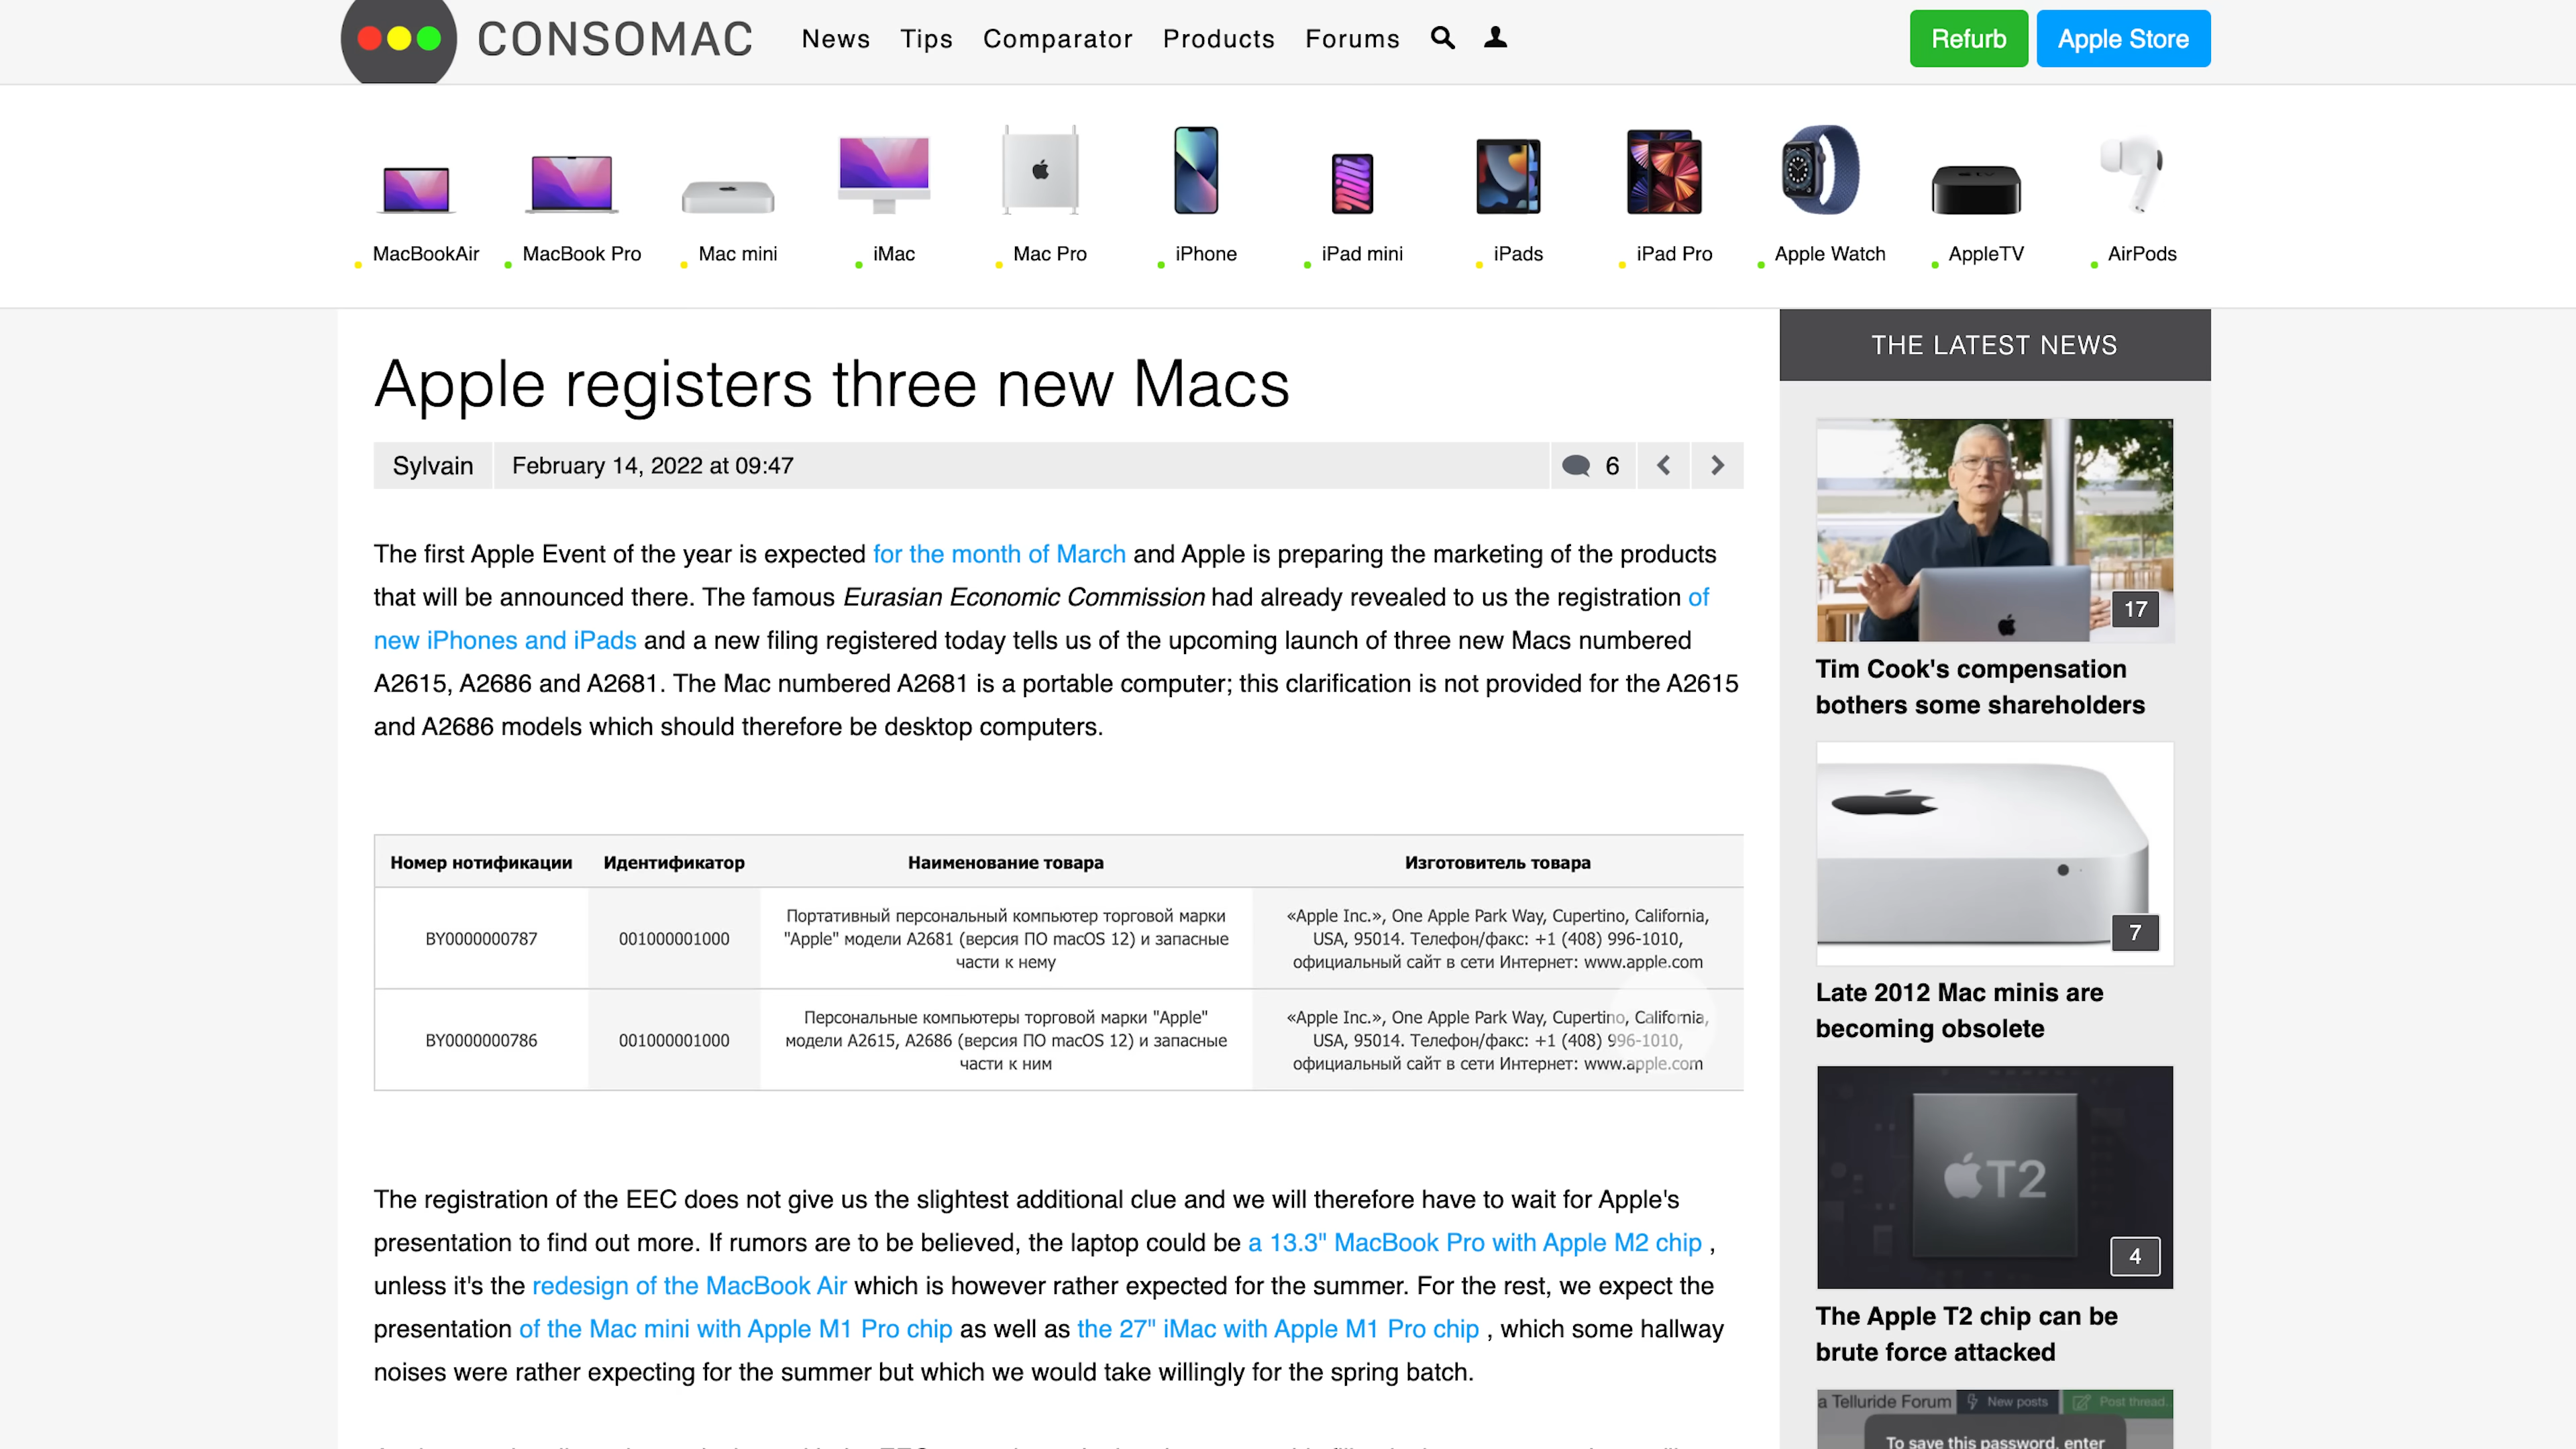 CONSOMAC
News Tips Comparator Products Forums
Refurb
Apple Store
MacBookAir
MacBook Pro
Mac mini
iMac
Mac Pro
iPhone
iPad mini
iPads
iPad Pro
Apple Watch
AppleTV
AirPods
Apple registers three new Macs
Sylvain
February 14, 2022 at 09:47
6
The first Apple Event of the year is expected for the month of March and Apple is preparing the marketing of the products
that will be announced there. The famous Eurasian Economic Commission had already revealed to us the registration of
new iPhones and iPads and a new filing registered today tells us of the upcoming launch of three new Macs numbered
A2615, A2686 and A2681. The Mac numbered A2681 is a portable computer; this clarification is not provided for the A2615
and A2686 models which should therefore be desktop computers.
Номер нотификации Идентификатор Наименование товара Изготовитель товара
BY0000000787
001000001000
Портативный персональный компьютер торговой марки
"Apple" модели A2681 (версия ПО macOS 12) и запасные
части к нему
«Apple Inc.», One Apple Park Way, Cupertino, California,
USA, 95014. Телефон/факс: +1 (408) 996-1010,
официальный сайт в сети Интернет: www.apple.com
BY0000000786
001000001000
Персональные компьютеры торговой марки "Apple"
модели A2615, A2686 (версия ПО macOS 12) и запасные
части к ним
«Apple Inc.», One Apple Park Way, Cupertino, California,
USA, 95014. Телефон/факс: +1 (408) 996-1010,
официальный сайт в сети Интернет: www.apple.com
The registration of the EEC does not give us the slightest additional clue and we will therefore have to wait for Apple's
presentation to find out more. If rumors are to be believed, the laptop could be a 13.3" MacBook Pro with Apple M2 chip ,
unless it's the redesign of the MacBook Air which is however rather expected for the summer. For the rest, we expect the
presentation of the Mac mini with Apple M1 Pro chip as well as the 27" iMac with Apple M1 Pro chip , which some hallway
noises were rather expecting for the summer but which we would take willingly for the spring batch.
THE LATEST NEWS
17
Tim Cook's compensation
bothers some shareholders
7
Late 2012 Mac minis are
becoming obsolete
T2
4
The Apple T2 chip can be
brute force attacked
a Telluride Forum
New posts
Post thread.
To save this password, enter